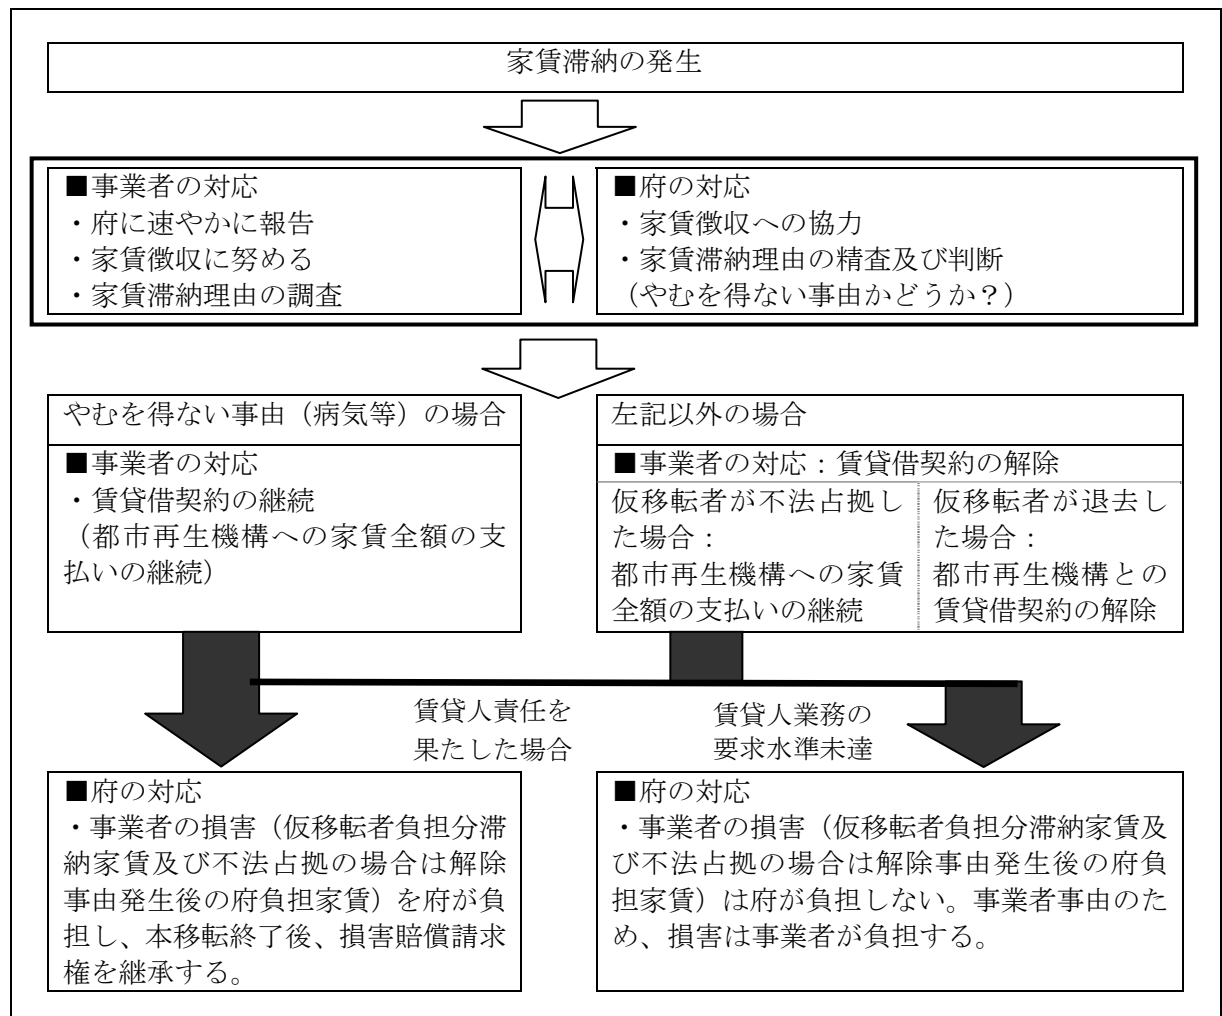 家賃滞納の発生
■事業者の対応
・府に速やかに報告
・家賃徴収に努める
・家賃滞納理由の調査
■府の対応
・家賃徴収への協力
・家賃滞納理由の精査及び判断
（やむを得ない事由かどうか？）
やむを得ない事由（病気等）の場合
■事業者の対応
・賃貸借契約の継続
（都市再生機構への家賃全額の支
払いの継続）
左記以外の場合
■事業者の対応：賃貸借契約の解除
仮移転者が不法占拠し
た場合：
都市再生機構への家賃
全額の支払いの継続
仮移転者が退去し
た場合：
都市再生機構との
賃貸借契約の解除
賃貸人責任を
果たした場合
賃貸人業務の
要求水準未達
■府の対応
・事業者の損害（仮移転者負担分滞
納家賃及び不法占拠の場合は解除
事由発生後の府負担家賃）を府が負
担し、本移転終了後、損害賠償請求
権を継承する。
■府の対応
・事業者の損害（仮移転者負担分滞納家賃及
び不法占拠の場合は解除事由発生後の府負
担家賃）は府が負担しない。事業者事由のた
め、損害は事業者が負担する。